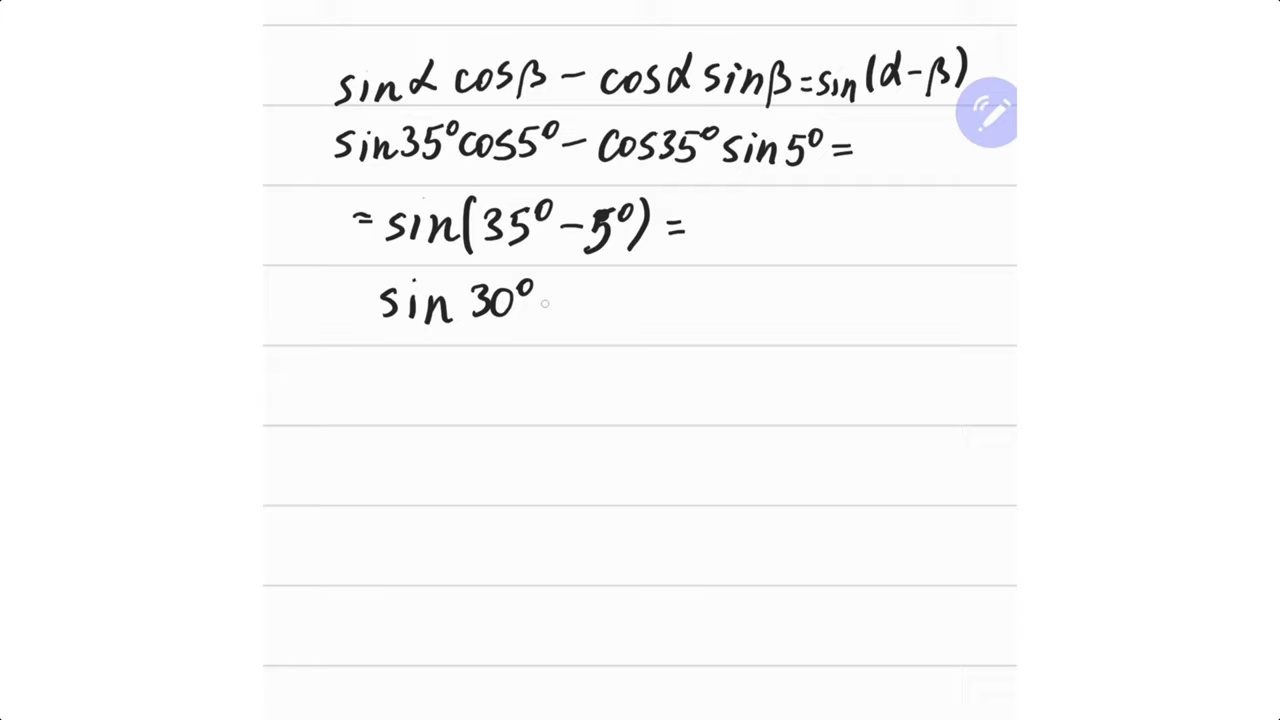 sinα cosβ - cosα sinβ = sin(α-β)
sin35°cos5° - cos35° sin5° =
= sin(35° - 5°) =
sin 30°